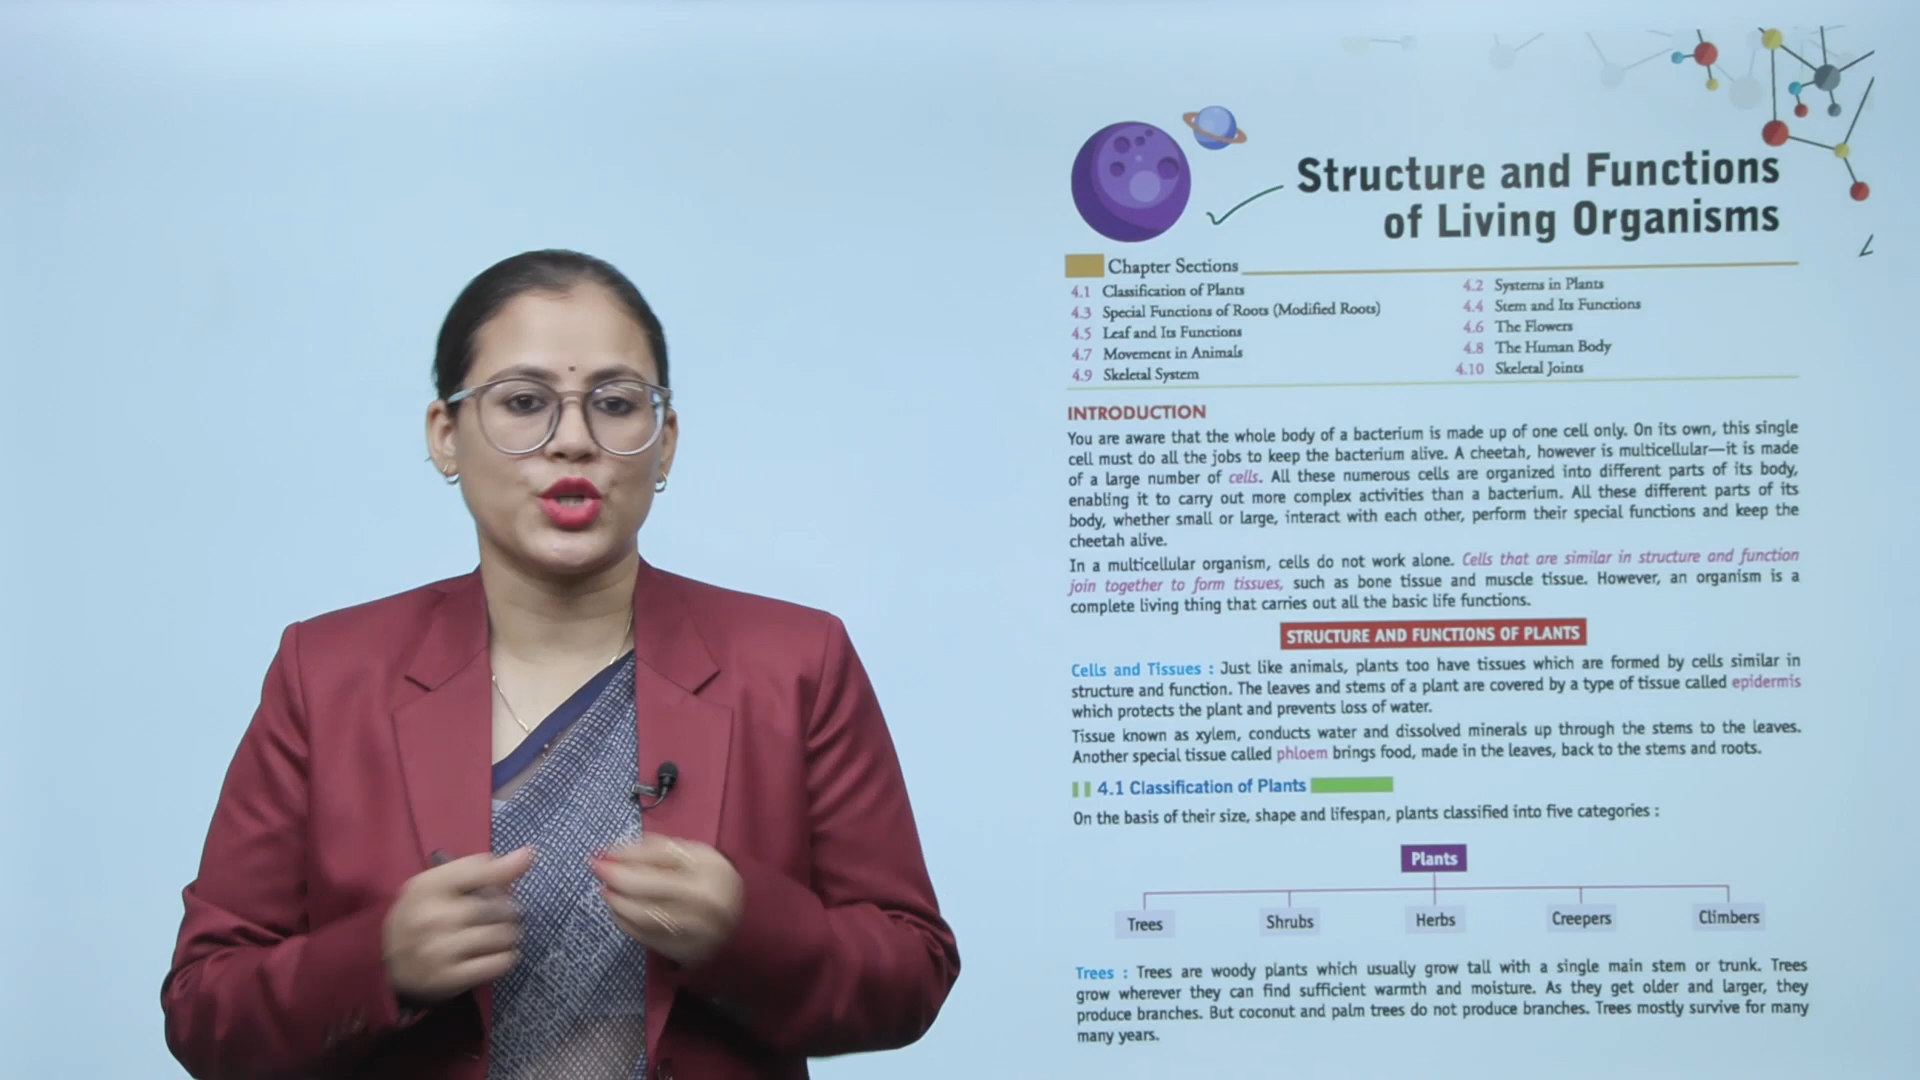 Structure and Functions
of Living Organisms
Chapter Sections
4.1 Classification of Plants
4.2 Systems in Plants
4.3 Special Functions of Roots (Modified Roots)
4.4 Stem and Its Functions
4.5 Leaf and Its Functions
4.6 The Flowers
4.7 Movement in Animals
4.8 The Human Body
4.9 Skeletal System
4.10 Skeletal Joints
INTRODUCTION
You are aware that the whole body of a bacterium is made up of one cell only. On its own, this single
cell must do all the jobs to keep the bacterium alive. A cheetah, however is multicellular—it is made
of a large number of cells. All these numerous cells are organized into different parts of its body,
enabling it to carry out more complex activities than a bacterium. All these different parts of its
body, whether small or large, interact with each other, perform their special functions and keep the
cheetah alive.
In a multicellular organism, cells do not work alone. Cells that are similar in structure and function
join together to form tissues, such as bone tissue and muscle tissue. However, an organism is a
complete living thing that carries out all the basic life functions.
STRUCTURE AND FUNCTIONS OF PLANTS
Cells and Tissues : Just like animals, plants too have tissues which are formed by cells similar in
structure and function. The leaves and stems of a plant are covered by a type of tissue called epidermis
which protects the plant and prevents loss of water.
Tissue known as xylem, conducts water and dissolved minerals up through the stems to the leaves.
Another special tissue called phloem brings food, made in the leaves, back to the stems and roots.
4.1 Classification of Plants
On the basis of their size, shape and lifespan, plants classified into five categories :
Plants
Trees Shrubs Herbs Creepers Climbers
Trees : Trees are woody plants which usually grow tall with a single main stem or trunk. Trees
grow wherever they can find sufficient warmth and moisture. As they get older and larger, they
produce branches. But coconut and palm trees do not produce branches. Trees mostly survive for many
many years.